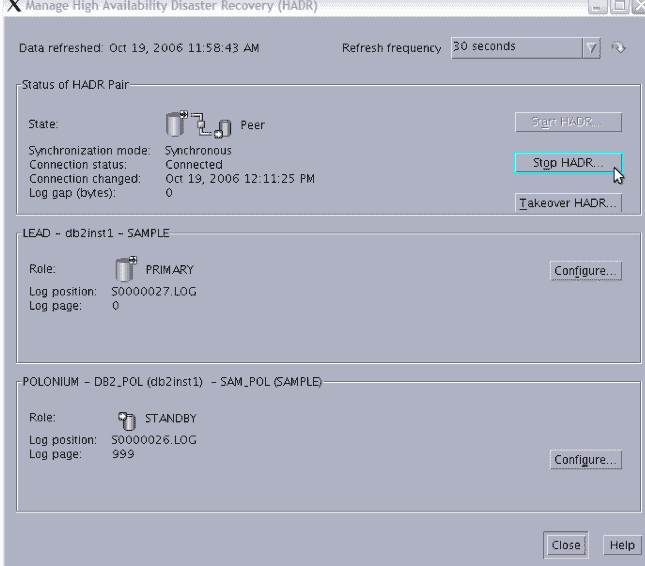 Manage High Availability Disaster Recovery (HADR)
Data refreshed: Oct 19, 2006 11:58:43 AM Refresh frequency 30 seconds
Status of HADR Pair
State: Peer Start HADR...
Synchronization mode: Synchronous
Connection status: Connected Stop HADR...
Connection changed: Oct 19, 2006 12:11:25 PM
Log gap (bytes): 0
Takeover HADR...
LEAD - db2inst1 - SAMPLE
Role: PRIMARY Configure...
Log position: S0000027.LOG
Log page: 0
POLONIUM - DB2_POL (db2inst1) - SAM_POL (SAMPLE)
Role: STANDBY
Log position: S0000026.LOG
Log page: 999 Configure...
Close Help